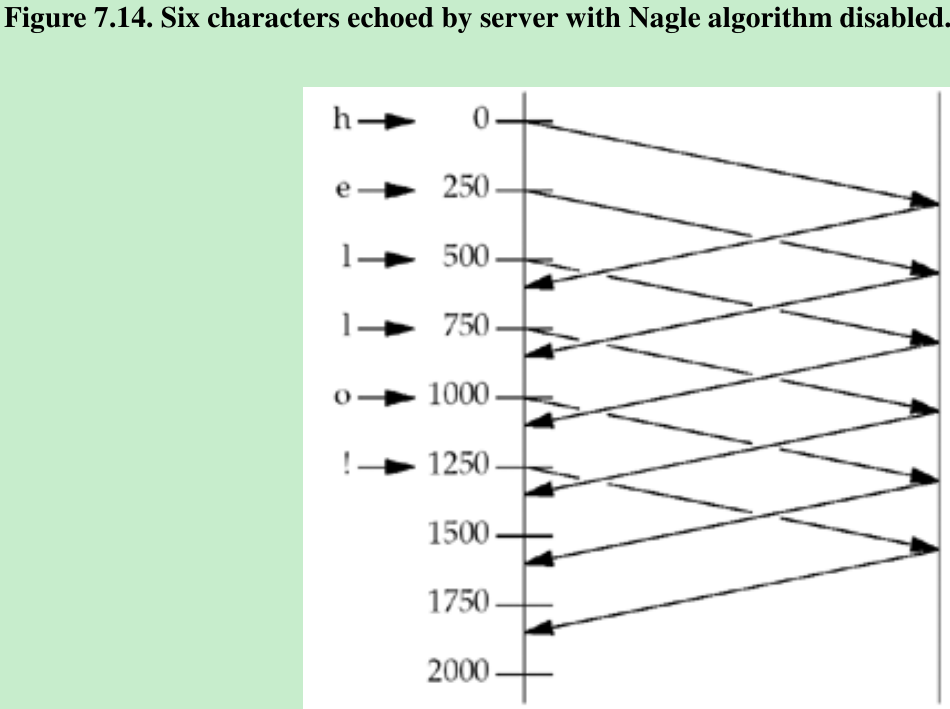 Figure 7.14. Six characters echoed by server with Nagle algorithm disabled.
h 0
e 250
l 500
l 750
o 1000
! 1250
1500
1750
2000